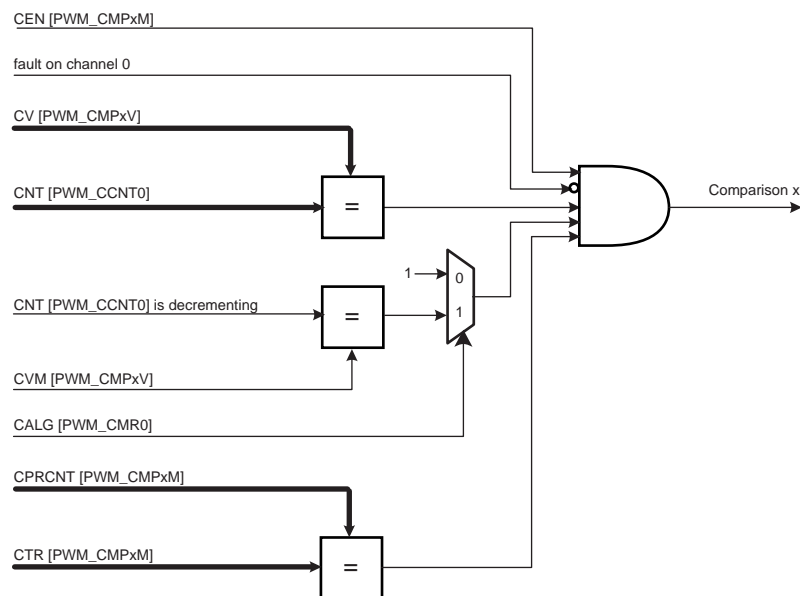 CEN [PWM_CMPxM]
fault on channel 0
CV [PWM_CMPxV]
CNT [PWM_CCNT0]
=
Comparison x
1
0
CNT [PWM_CCNT0] is decrementing
=
1
CVM [PWM_CMPxV]
CALG [PWM_CMR0]
CPRCNT [PWM_CMPxM]
CTR [PWM_CMPxM]
=